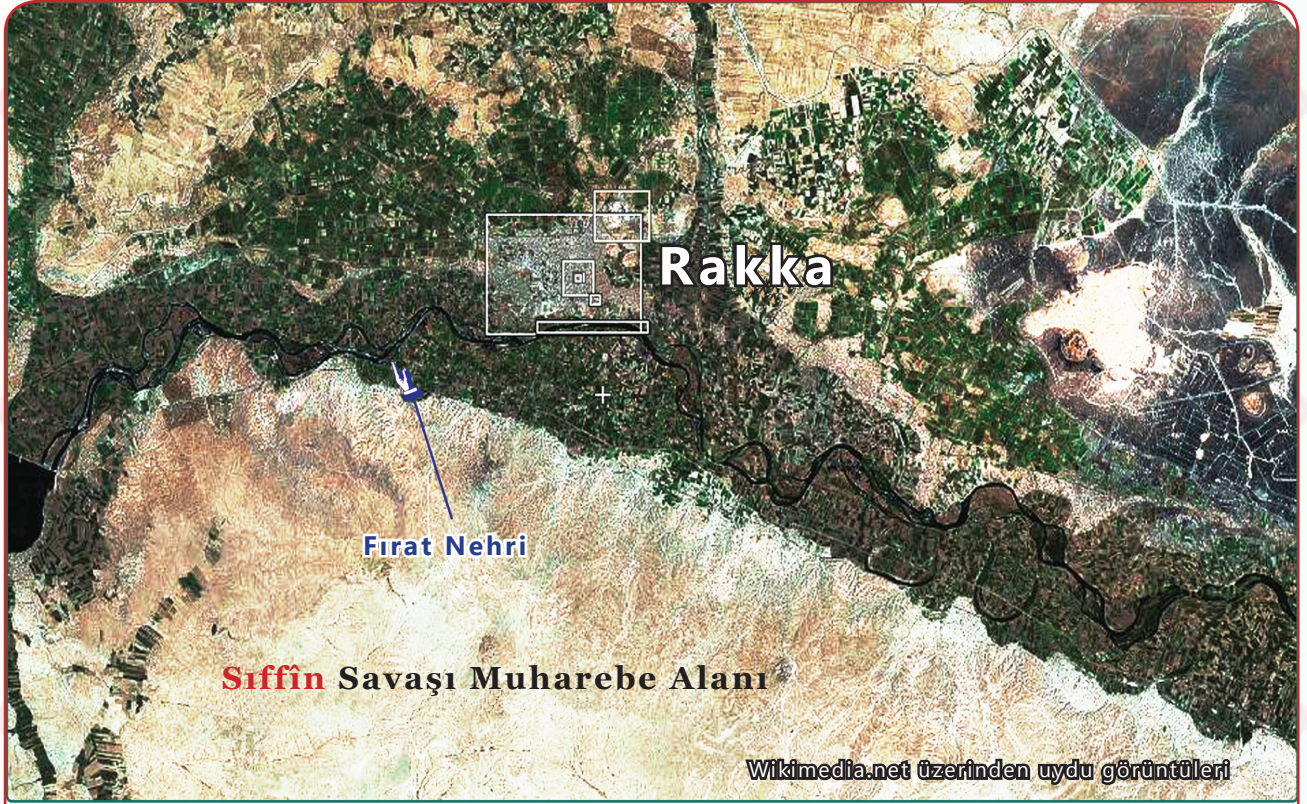 Rakka
Fırat Nehri
Sıffîn Savaşı Muharebe Alanı
Wikimedia.net üzerinden uydu görüntüleri